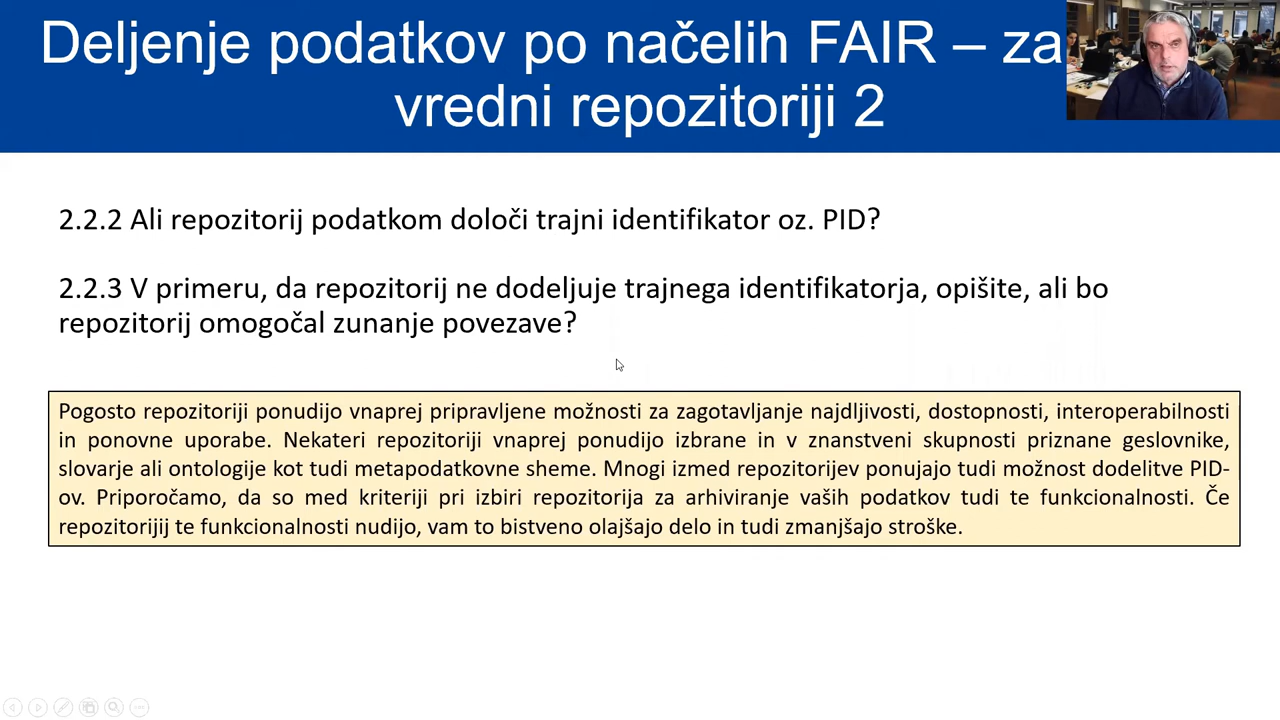 Deljenje podatkov po načelih FAIR – za
vredni repozitoriji 2
2.2.2 Ali repozitorij podatkom določi trajni identifikator oz. PID?
2.2.3 V primeru, da repozitorij ne dodeljuje trajnega identifikatorja, opišite, ali bo
repozitorij omogočal zunanje povezave?
Pogosto repozitoriji ponudijo vnaprej pripravljene možnosti za zagotavljanje najdljivosti, dostopnosti, interoperabilnosti
in ponovne uporabe. Nekateri repozitoriji vnaprej ponudijo izbrane in v znanstveni skupnosti priznane geslovnike,
slovarje ali ontologije kot tudi metapodatkovne sheme. Mnogi izmed repozitorijev ponujajo tudi možnost dodelitve PID-
ov. Priporočamo, da so med kriteriji pri izbiri repozitorija za arhiviranje vaših podatkov tudi te funkcionalnosti. Če
repozitorijij te funkcionalnosti nudijo, vam to bistveno olajšajo delo in tudi zmanjšajo stroške.